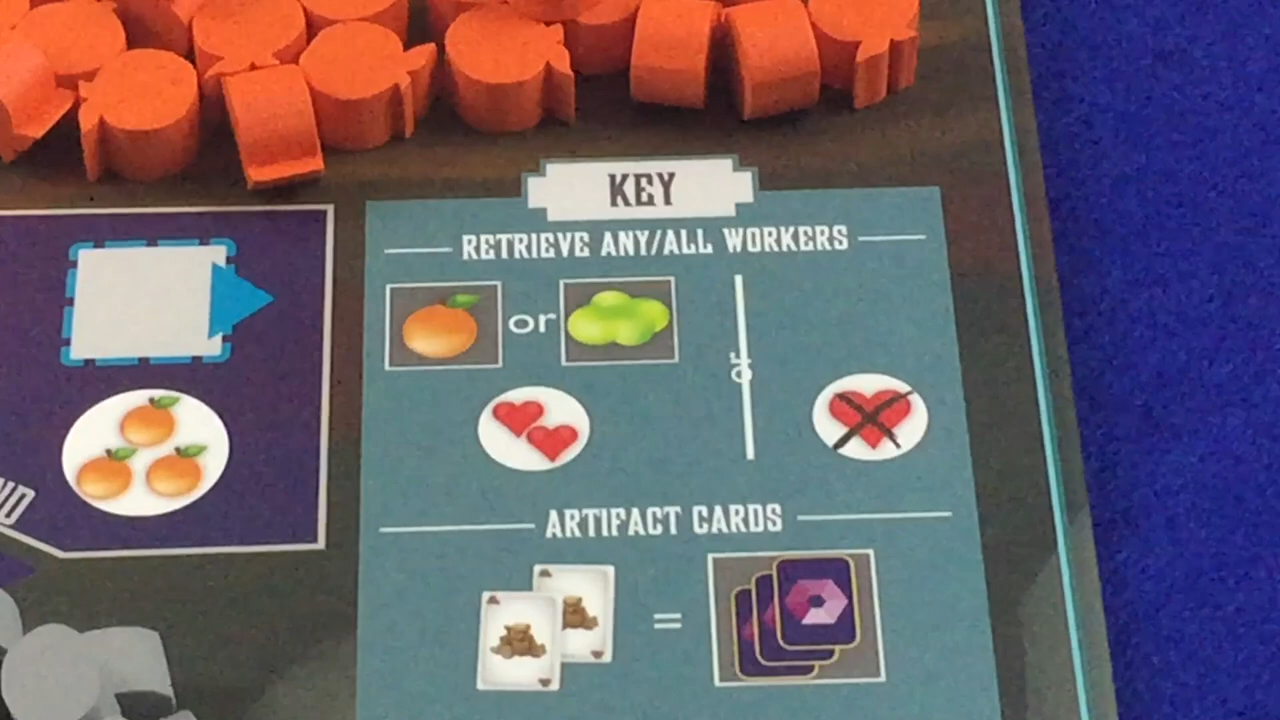 KEY
RETRIEVE ANY/ALL WORKERS
or
or
ARTIFACT CARDS
=